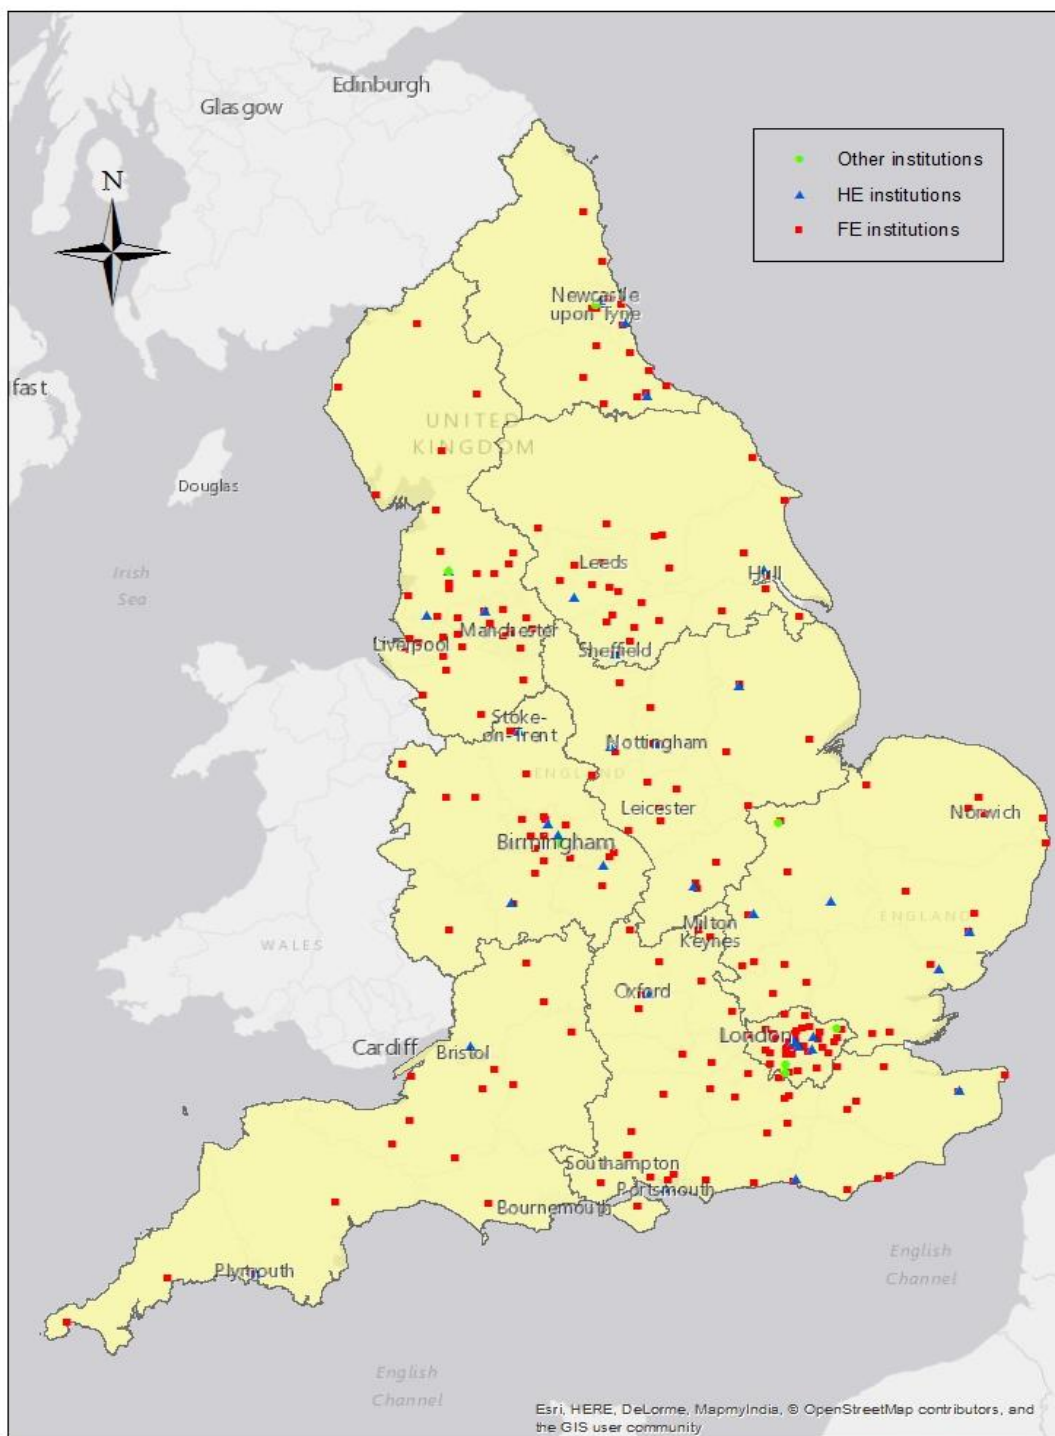 Edinburgh
Glasgow
Other institutions
HE institutions
FE institutions
N
Newcastle
upon Tyne
fast
UNITED
KINGDOM
Douglas
Irish
Sea
Leeds
Hull
Manchester
Liverpool
Sheffield
Stoke-
on-Trent
Nottingham
ENGLAND
Leicester
Norwich
Birmingham
ENGLAND
Milton
Keynes
WALES
Oxford
London
Cardiff
Bristol
Southampton
Portsmouth
Bournemouth
Plymouth
English
Channel
English
Channel
Esri, HERE, DeLorme, MapmyIndia, © OpenStreetMap contributors, and
the GIS user community